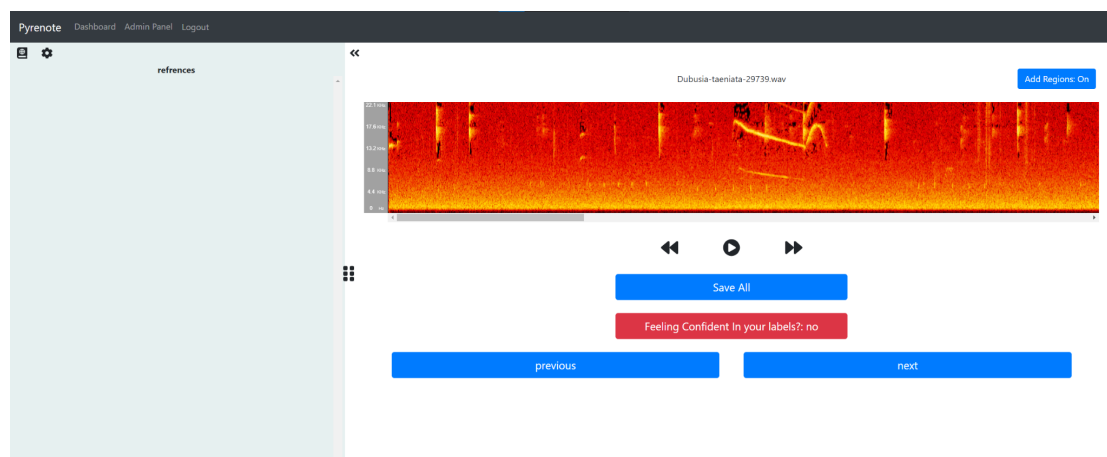 Pyrenote Dashboard Admin Panel Logout
refrences
Dubusia-taeniata-29739.wav
Add Regions: On
22.1 KHz
17.6 KHz
13.2 KHz
8.8 KHz
4.4 KHz
0 Hz
Save All
Feeling Confident In your labels?: no
previous
next